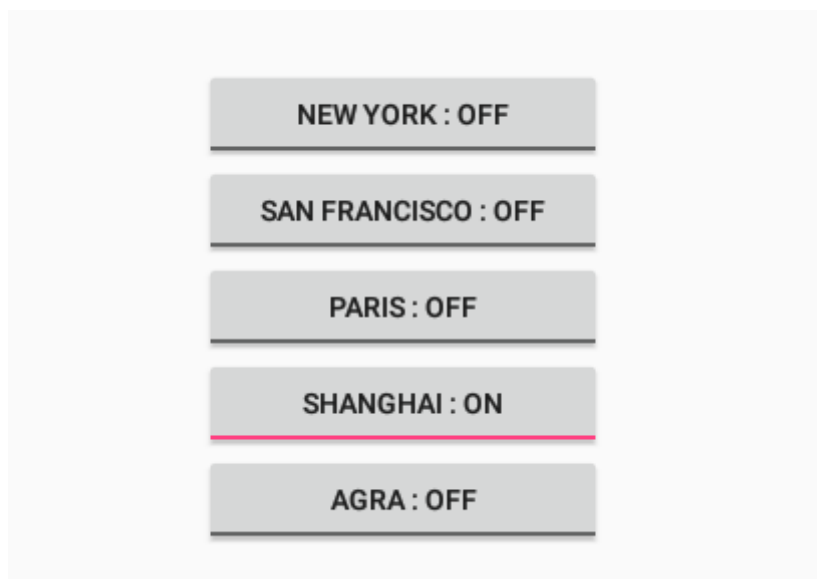 NEW YORK : OFF
SAN FRANCISCO : OFF
PARIS : OFF
SHANGHAI : ON
AGRA : OFF